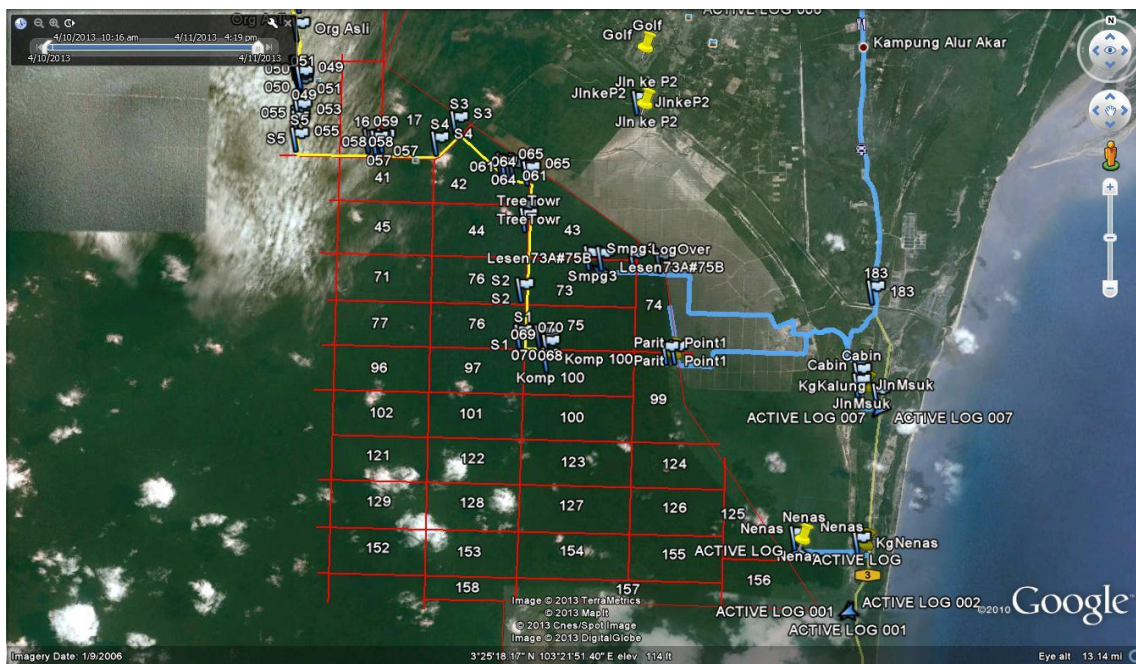 Org Asli
Org Asli
ACTIVE LOG 006
4/10/2013 10:16 am 4/11/2013 4:19 pm
4/10/2013 4/11/2013
Golf
Golf
Kampung Alur Akar
N
051
050 049
050 051
049
055 053
S5 055
S5
Jln ke P2
JlnkeP2 JlnkeP2
Jln ke P2
S3
S3
16 059 17 S4
S4
058 058 057
057
061 064 065
065
064 061
41
42
TreeTowr
TreeTowr
45
44
43
Lesen73A#75B Smpg3 LogOver
Smpg3 Lesen73A#75B
71
76
S2
S2
73
74
183
183
77
76
S1
S1
069 070 75
070 068
Komp 100
Komp 100
Parit Point1
Parit Point1
Cabin
Cabin
KgKalung JlnMsuk
JlnMsuk
ACTIVE LOG 007 ACTIVE LOG 007
96
97
99
102
101
100
121
122
123
124
129
128
127
126
125
Nenas
Nenas Nenas
KgNenas
ACTIVE LOG Nenas
ACTIVE LOG
3
152
153
154
155
156
158
157
ACTIVE LOG 001 ACTIVE LOG 002
ACTIVE LOG 001
Image © 2013 TerraMetrics
© 2013 MapIt
© 2013 Cnes/Spot Image
Image © 2013 DigitalGlobe
©2010 Google
Imagery Date: 1/9/2006 3°25'18.17" N 103°21'51.40" E elev 114 ft Eye alt 13.14 mi